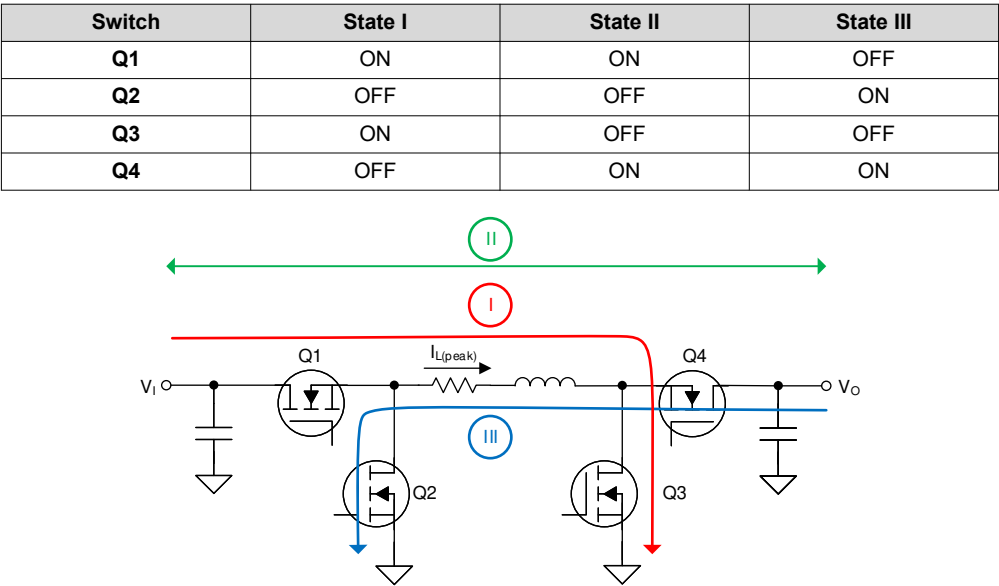 Switch State I State II State III
Q1 ON ON OFF
Q2 OFF OFF ON
Q3 ON OFF OFF
Q4 OFF ON ON
II
I
Q1 IL(peak) Q4
VI VO
III
Q2 Q3